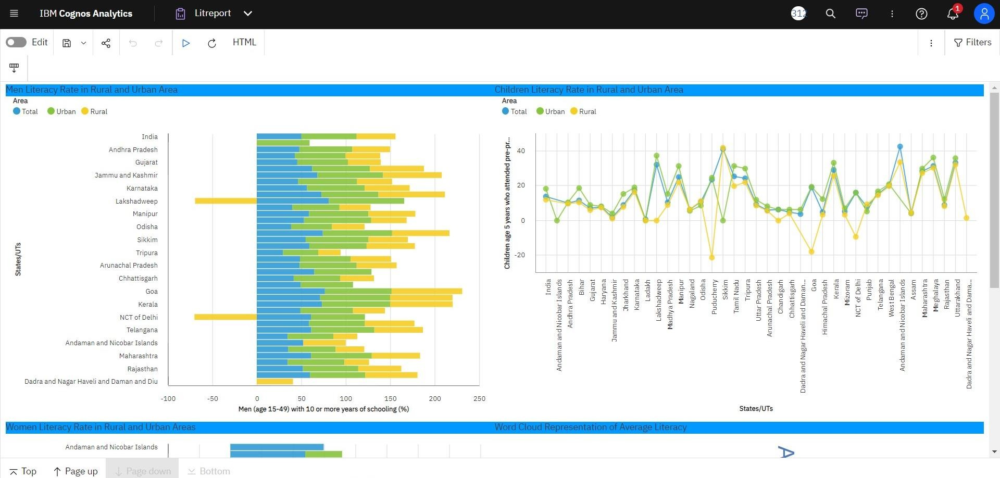 IBM Cognos Analytics
Litreport
312
1
Edit
HTML
Filters
Men Literacy Rate in Rural and Urban Area
Area
Total Urban Rural
India
Andhra Pradesh
Gujarat
Jammu and Kashmir
Karnataka
Lakshadweep
Manipur
Odisha
Sikkim
Tripura
Arunachal Pradesh
Chhattisgarh
Goa
Kerala
NCT of Delhi
Telangana
Andaman and Nicobar Islands
Maharashtra
Rajasthan
Dadra and Nagar Haveli and Daman and Diu
States/UTs
-100 -50 0 50 100 150 200 250
Men (age 15-49) with 10 or more years of schooling (%)
Children Literacy Rate in Rural and Urban Area
Area
Total Urban Rural
Children age 5 years who attended pre-pr...
40
20
0
-20
India
Andaman and Nicobar Islands
Andhra Pradesh
Bihar
Gujarat
Haryana
Jammu and Kashmir
Jharkhand
Karnataka
Ladakh
Lakshadweep
Madhya Pradesh
Manipur
Nagaland
Odisha
Puducherry
Sikkim
Tamil Nadu
Tripura
Uttar Pradesh
Arunachal Pradesh
Chandigarh
Chhattisgarh
Dadra and Nagar Haveli and Daman...
Goa
Himachal Pradesh
Kerala
Mizoram
NCT of Delhi
Punjab
Telangana
West Bengal
Andaman and Nicobar Islands
Assam
Maharashtra
Meghalaya
Rajasthan
Uttarakhand
Dadra and Nagar Haveli and Dama...
States/UTs
Women Literacy Rate in Rural and Urban Areas
Andaman and Nicobar Islands
Word Cloud Representation of Average Literacy
Top
Page up
Page down
Bottom